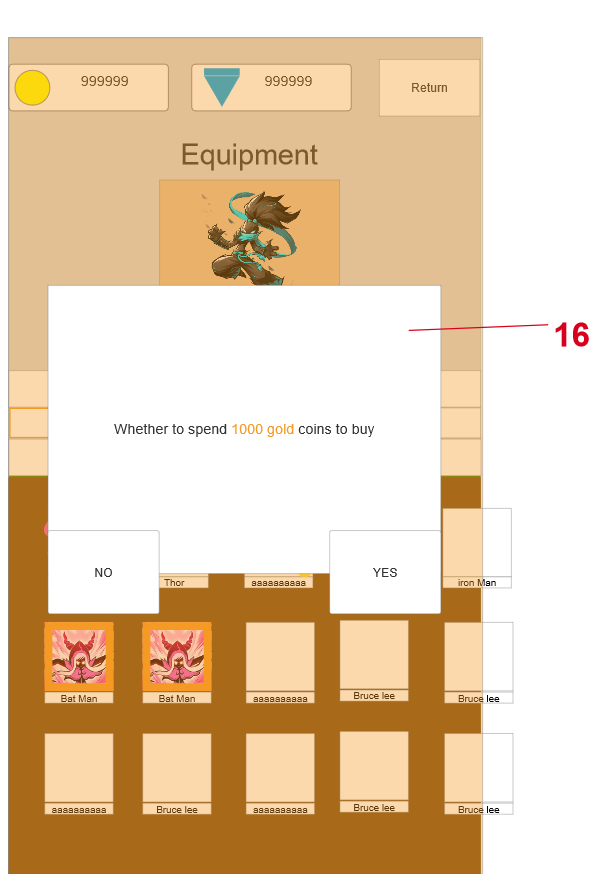 999999
999999
Return
Equipment
16
Whether to spend 1000 gold coins to buy
NO
YES
Thor
aaaaaaaaaa
iron Man
Bat Man
Bat Man
aaaaaaaaaa
Bruce lee
Bruce lee
aaaaaaaaaa
Bruce lee
aaaaaaaaaa
Bruce lee
Bruce lee